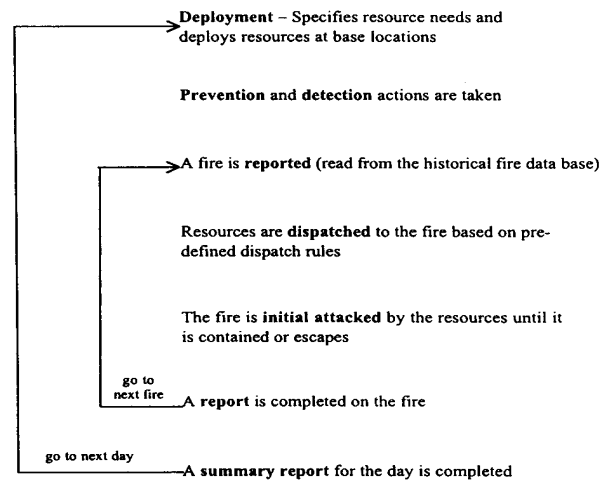 Deployment – Specifies resource needs and
deploys resources at base locations
Prevention and detection actions are taken
A fire is reported (read from the historical fire data base)
Resources are dispatched to the fire based on pre-
defined dispatch rules
The fire is initial attacked by the resources until it
is contained or escapes
go to
next fire
A report is completed on the fire
go to next day
A summary report for the day is completed